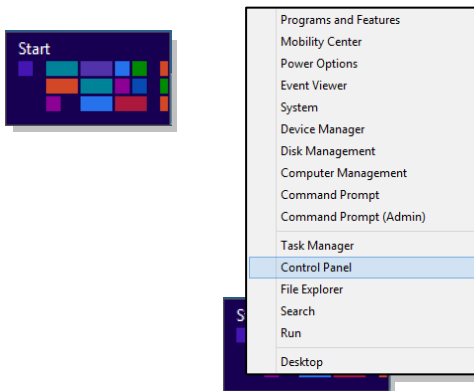 Start
Programs and Features
Mobility Center
Power Options
Event Viewer
System
Device Manager
Disk Management
Computer Management
Command Prompt
Command Prompt (Admin)
Task Manager
Control Panel
File Explorer
Search
Run
Desktop